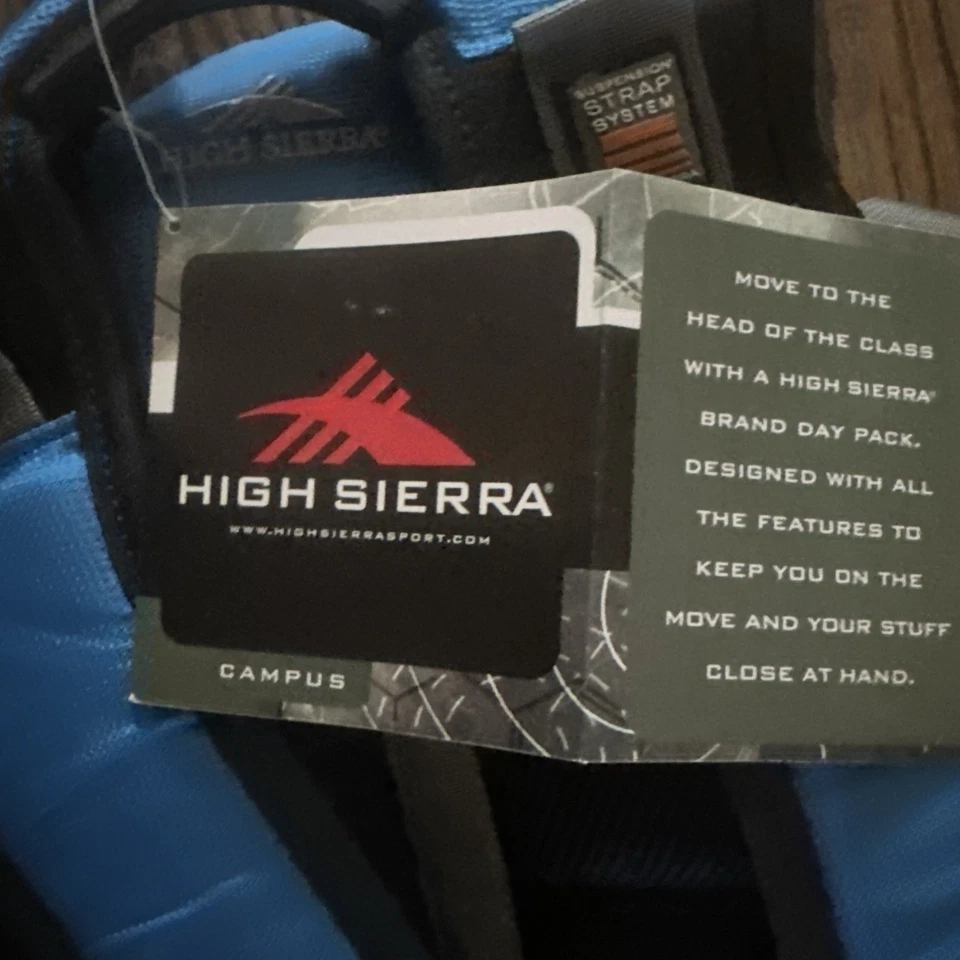 HIGH SIERRA
SUSPENSION
STRAP
SYSTEM
HIGH SIERRA®
WWW.HIGHSIERRASPORT.COM
CAMPUS
MOVE TO THE
HEAD OF THE CLASS
WITH A HIGH SIERRA®
BRAND DAY PACK.
DESIGNED WITH ALL
THE FEATURES TO
KEEP YOU ON THE
MOVE AND YOUR STUFF
CLOSE AT HAND.